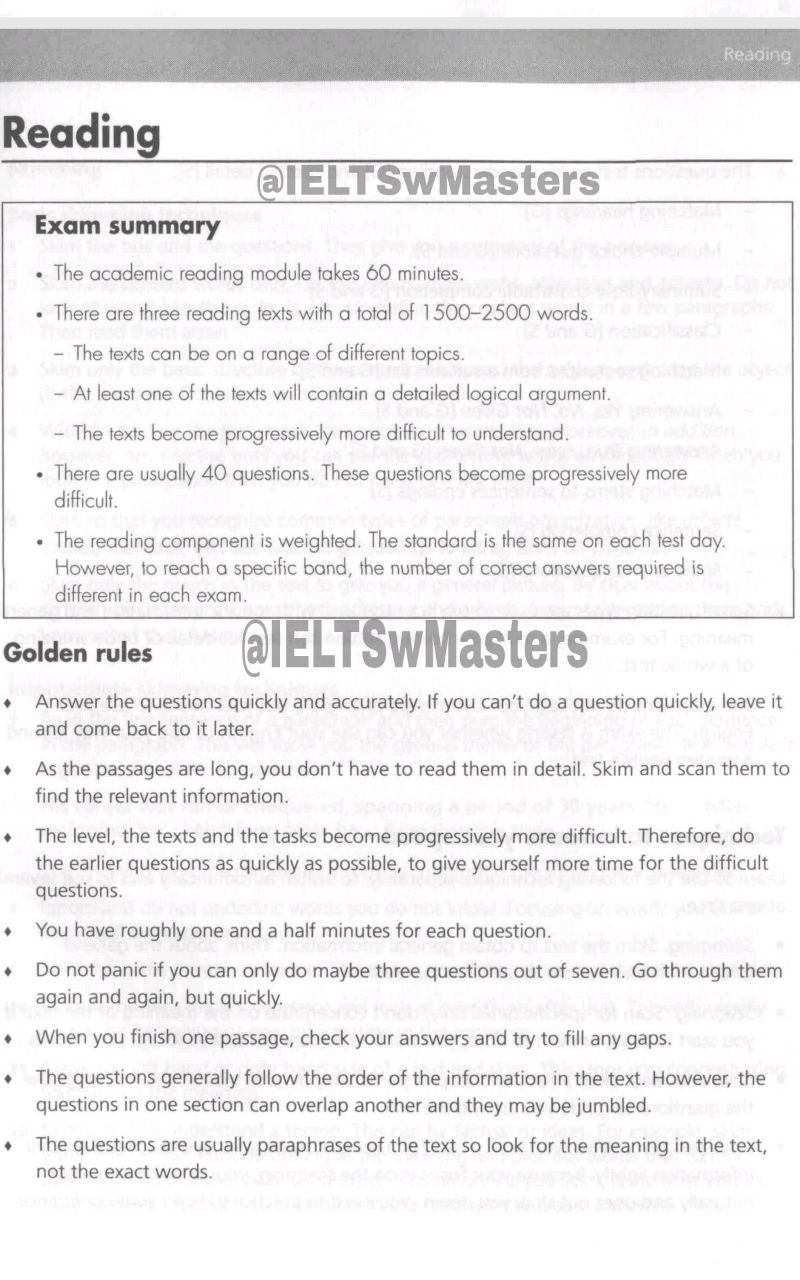 Reading
Reading
@IELTSwMasters
Exam summary
• The academic reading module takes 60 minutes.
• There are three reading texts with a total of 1500–2500 words.
– The texts can be on a range of different topics.
– At least one of the texts will contain a detailed logical argument.
– The texts become progressively more difficult to understand.
• There are usually 40 questions. These questions become progressively more
difficult.
• The reading component is weighted. The standard is the same on each test day.
However, to reach a specific band, the number of correct answers required is
different in each exam.
Golden rules
@IELTSwMasters
♦ Answer the questions quickly and accurately. If you can't do a question quickly, leave it
and come back to it later.
♦ As the passages are long, you don't have to read them in detail. Skim and scan them to
find the relevant information.
♦ The level, the texts and the tasks become progressively more difficult. Therefore, do
the earlier questions as quickly as possible, to give yourself more time for the difficult
questions.
♦ You have roughly one and a half minutes for each question.
♦ Do not panic if you can only do maybe three questions out of seven. Go through them
again and again, but quickly.
♦ When you finish one passage, check your answers and try to fill any gaps.
♦ The questions generally follow the order of the information in the text. However, the
questions in one section can overlap another and they may be jumbled.
♦ The questions are usually paraphrases of the text so look for the meaning in the text,
not the exact words.